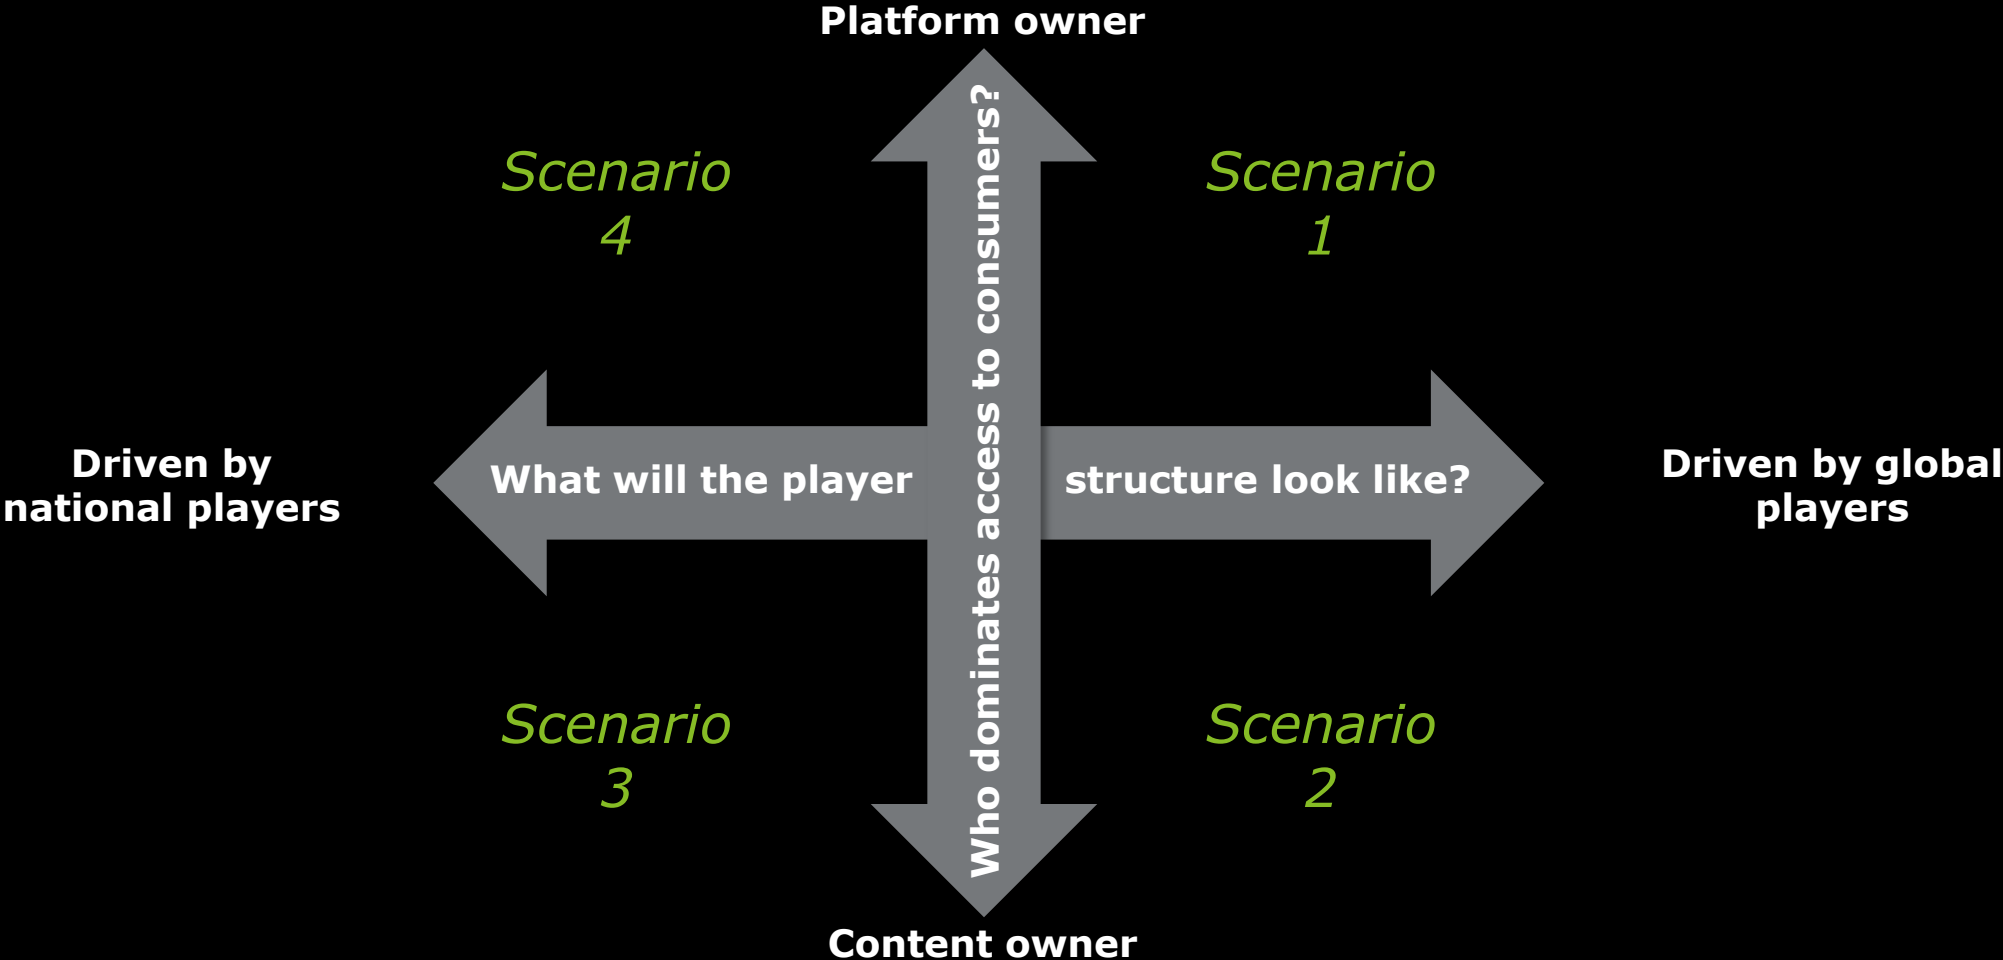 Platform owner
Scenario
4
Scenario
1
Who dominates access to consumers?
Driven by
national players
What will the player
structure look like?
Driven by global
players
Scenario
3
Scenario
2
Content owner